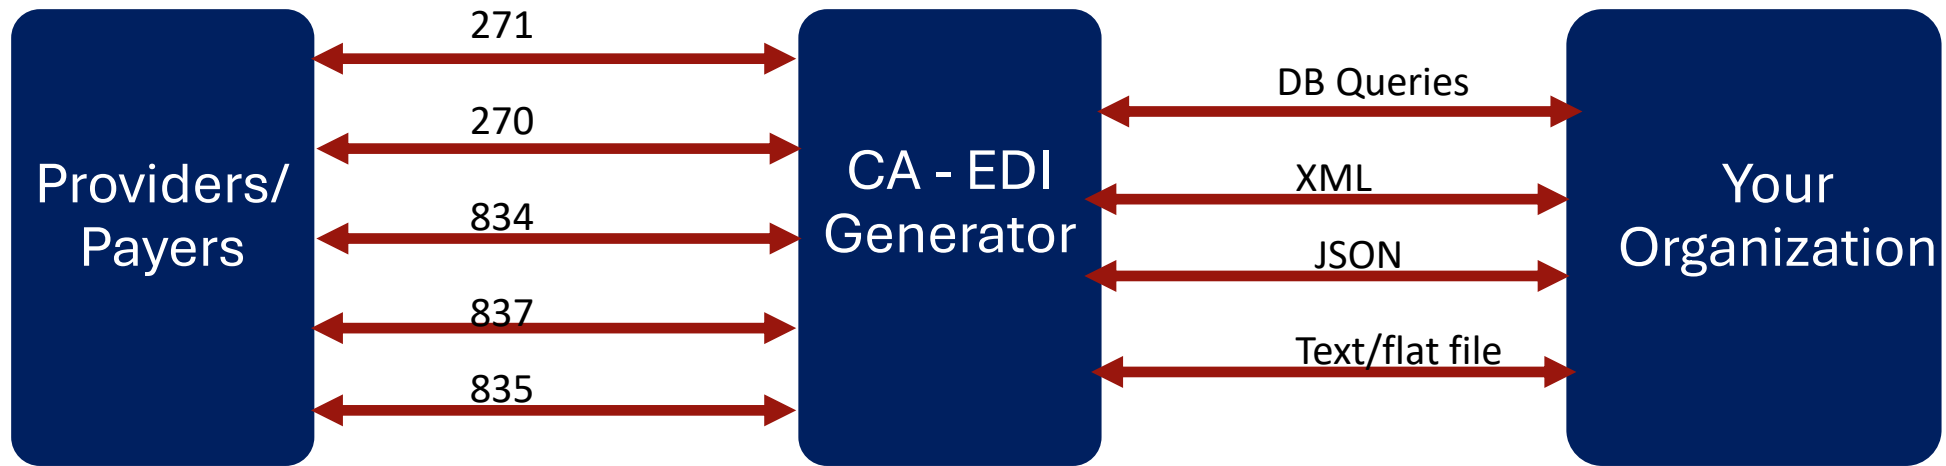 Providers/
Payers
271
270
834
837
835
CA - EDI
Generator
DB Queries
XML
JSON
Text/flat file
Your
Organization